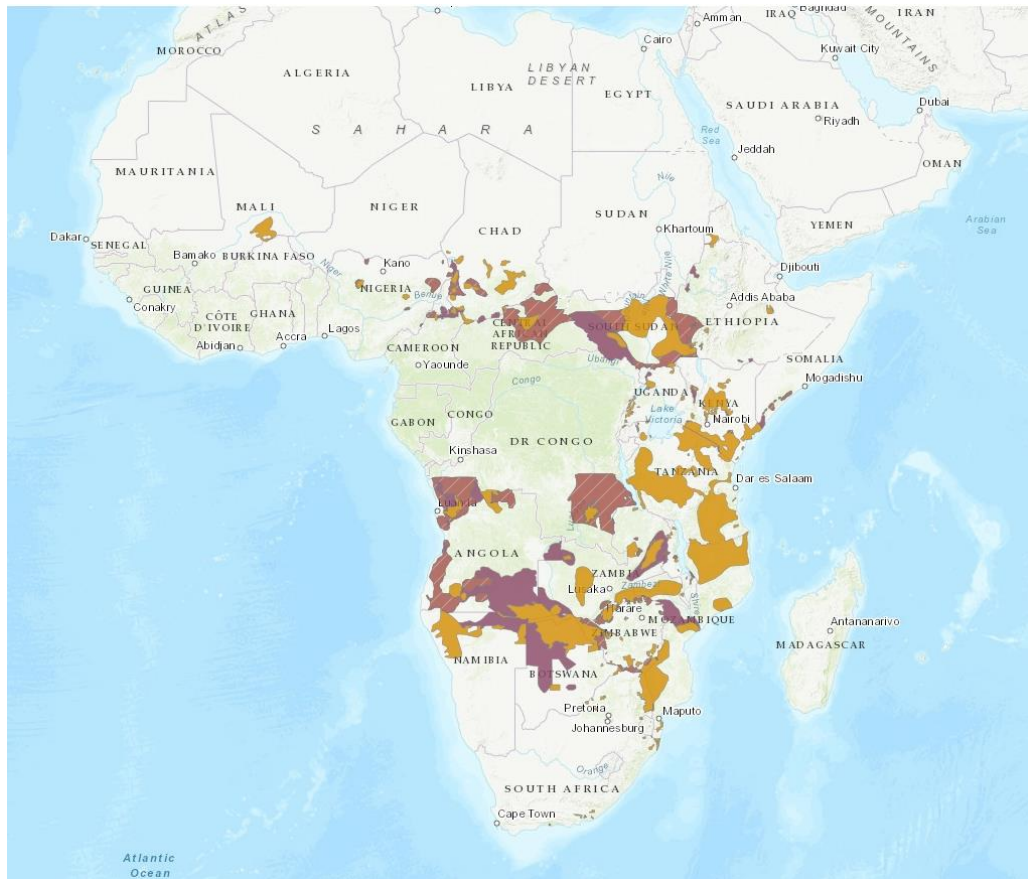 Baghdad
Amman
IRAQ
IRAN
ATLAS
MOUNTAINS
MOROCCO
Cairo
Kuwait City
ALGERIA
LIBYAN
DESERT
LIBYA
EGYPT
SAUDI ARABIA
Dubai
Riyadh
SAHARA
Red
Sea
Jeddah
OMAN
MAURITANIA
Nile
MALI
NIGER
SUDAN
CHAD
YEMEN
Arabian
Sea
Khartoum
Dakar
SENEGAL
Bamako
BURKINA FASO
Kano
White Nile
Djibouti
Niger
GUINEA
NIGERIA
Benue
Addis Ababa
Conakry
GHANA
CÔTE
D'IVOIRE
Lagos
CENTRAL
AFRICAN
REPUBLIC
SOUTH SUDAN
ETHIOPIA
Abidjan
Accra
CAMEROON
Yaounde
Ubangi
SOMALIA
Congo
UGANDA
Mogadishu
GABON
CONGO
Lake
Victoria
KENYA
Nairobi
DR CONGO
Kinshasa
TANZANIA
Dar es Salaam
Luanda
ANGOLA
ZAMBIA
Lusaka
Zambezi
Shire
Harare
MOZAMBIQUE
ZIMBABWE
Antananarivo
MADAGASCAR
NAMIBIA
BOTSWANA
Pretoria
Johannesburg
Maputo
Orange
SOUTH AFRICA
Cape Town
Atlantic
Ocean